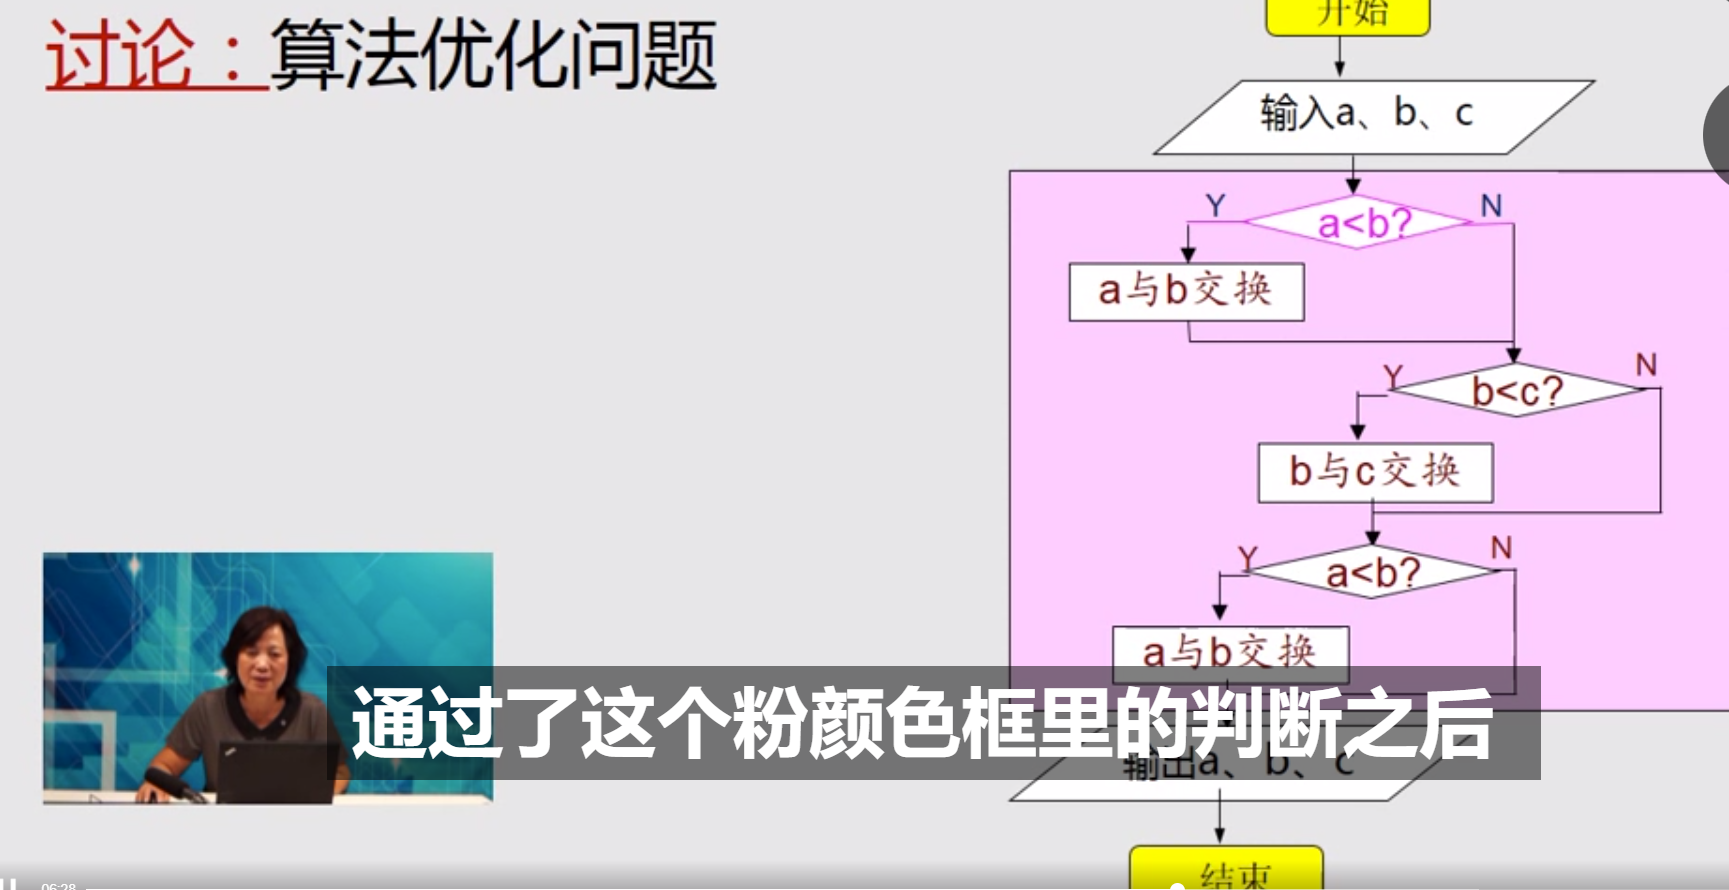 讨论：算法优化问题
开始
输入a、b、c
Y
a<b?
N
a与b交换
Y
b<c?
N
b与c交换
Y
a<b?
N
a与b交换
通过了这个粉颜色框里的判断之后
输出a、b、c
结束
06:28